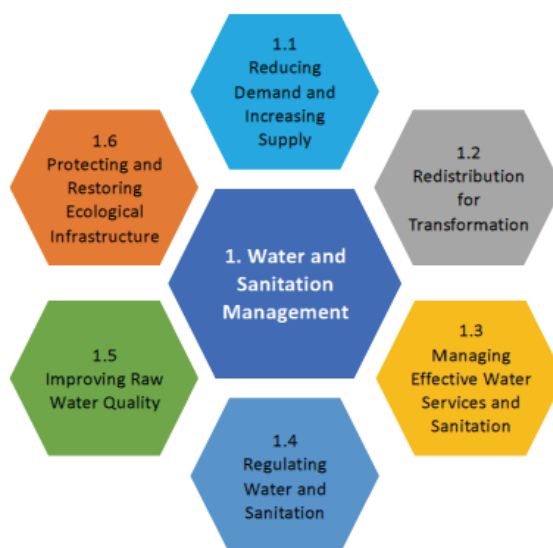 1.1
Reducing
Demand and
Increasing
Supply
1.2
Redistribution
for
Transformation
1.3
Managing
Effective Water
Services and
Sanitation
1.4
Regulating
Water and
Sanitation
1.5
Improving Raw
Water Quality
1.6
Protecting and
Restoring
Ecological
Infrastructure
1. Water and
Sanitation
Management